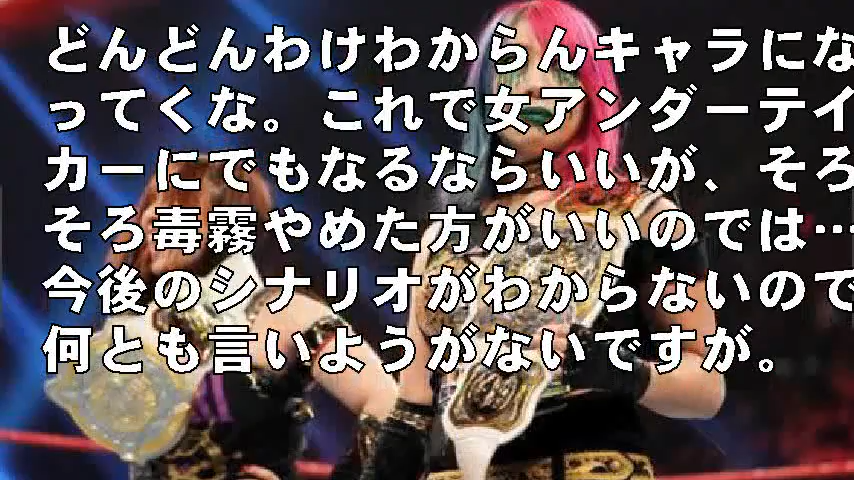 どんどんわけわからんキャラにな
ってくな。これで女アンダーテイ
カーにでもなるならいいが、そろ
そろ毒霧やめた方がいいのでは…
今後のシナリオがわからないので
何とも言いようがないですが。